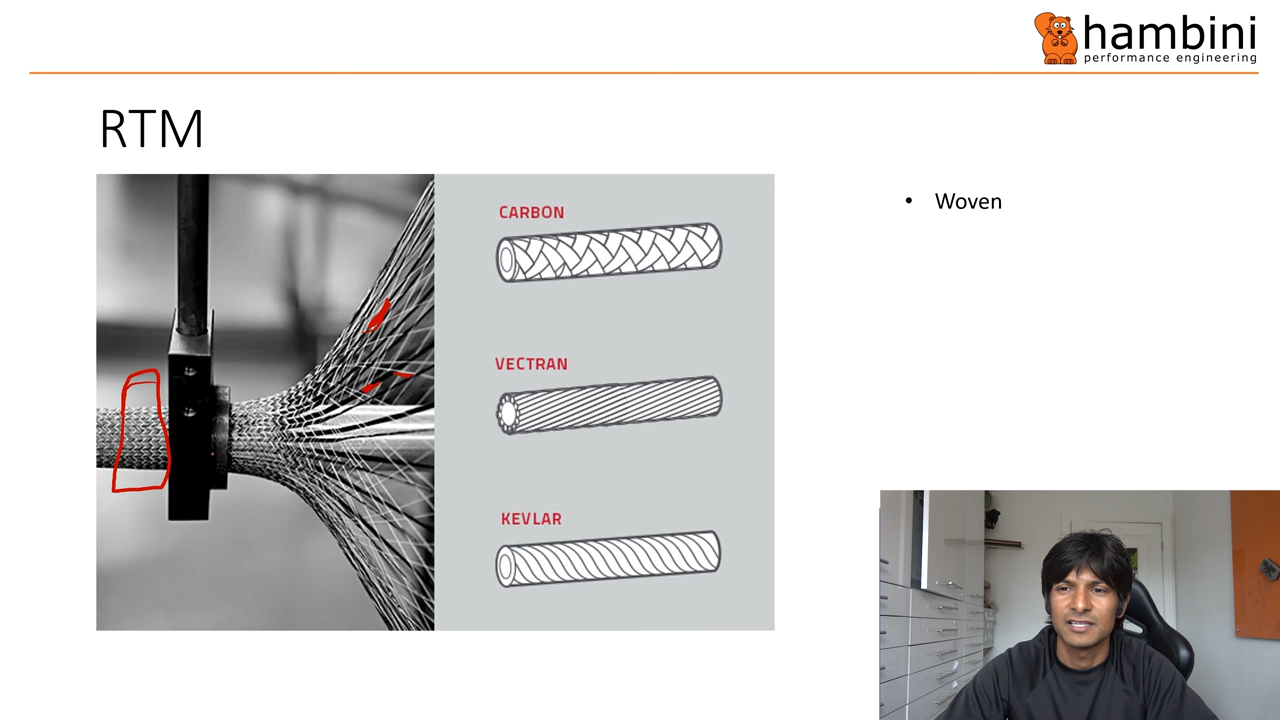 hambini
performance engineering
RTM
CARBON
• Woven
VECTRAN
KEVLAR